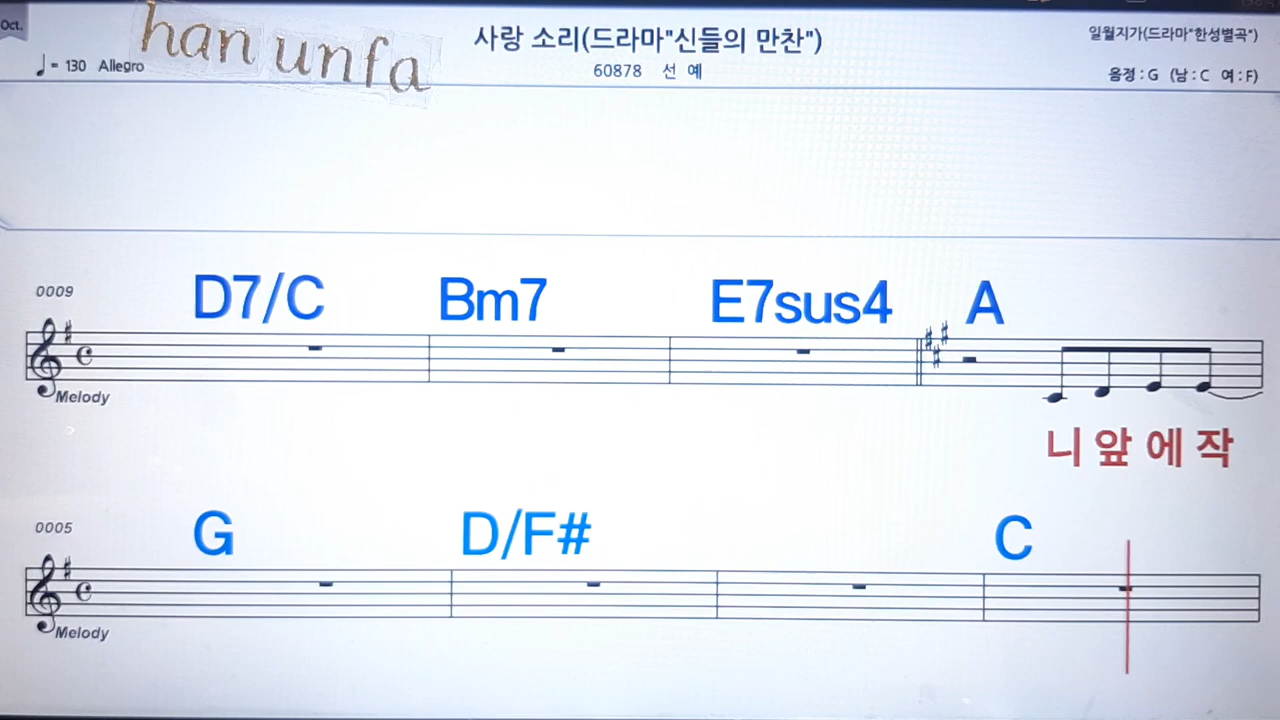 Oct.
han unfa
사랑 소리(드라마"신들의 만찬")
일월지가(드라마"한성별곡")
♩= 130 Allegro
60878 선 예
음정 : G (남 : C 여 : F)
0009
D7/C Bm7 E7sus4 A
Melody
니 앞 에 작
0005
G D/F# C
Melody